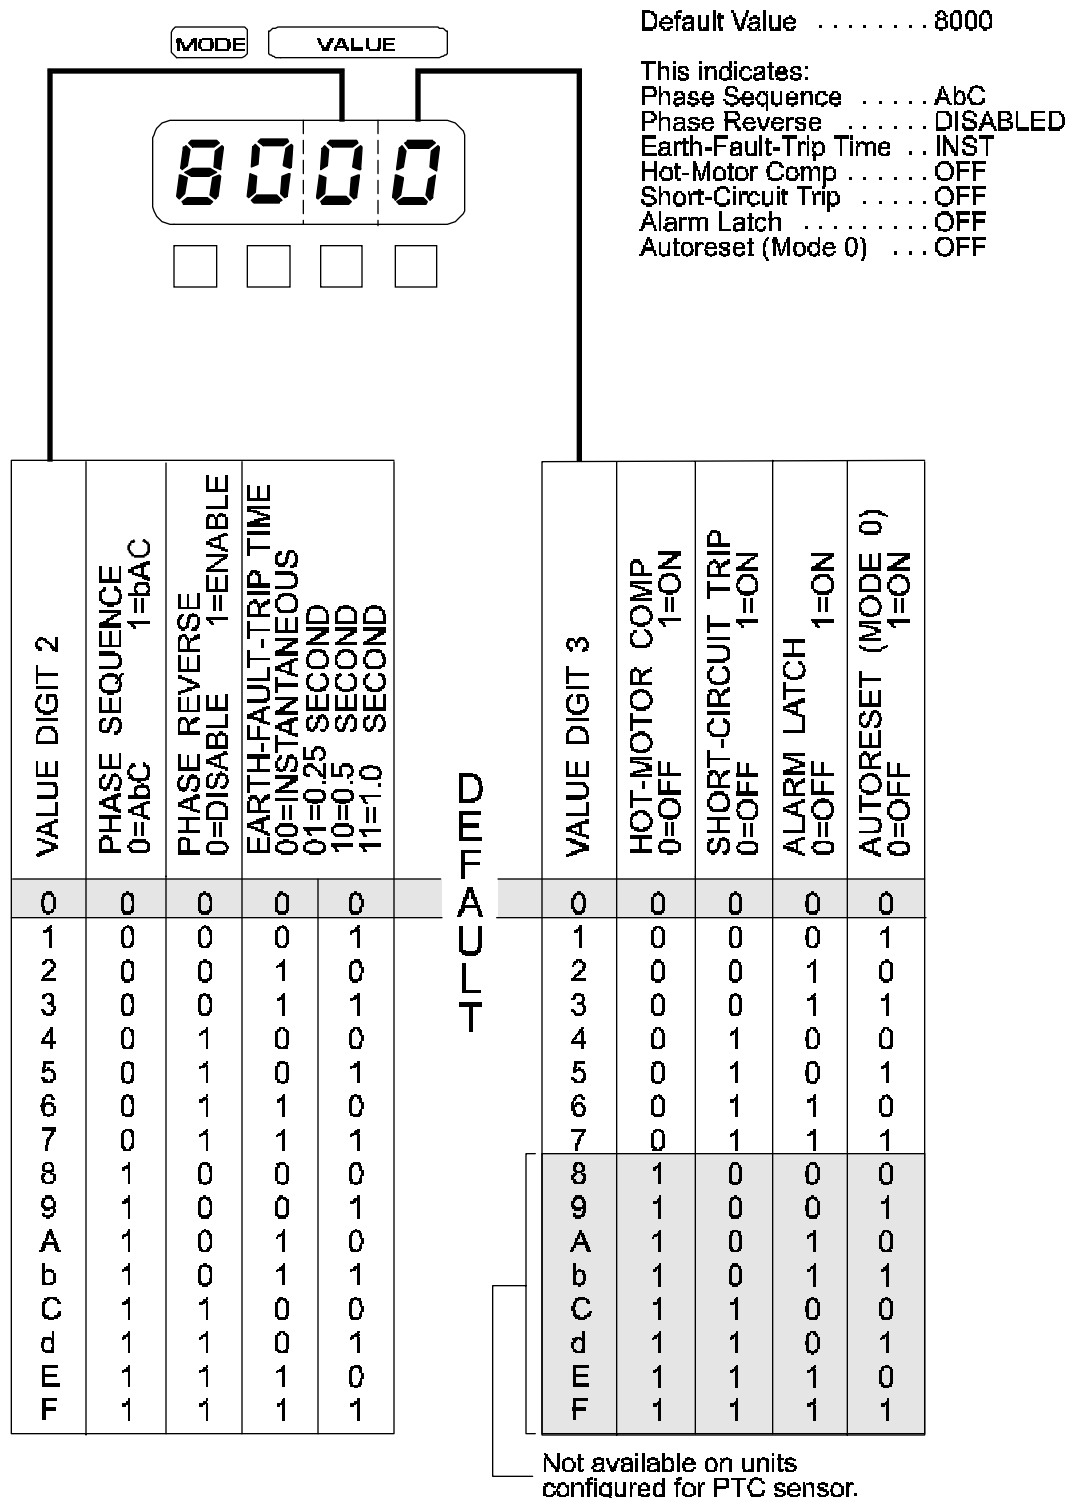 Default Value ........ 8000
MODE
VALUE
This indicates:
Phase Sequence ..... AbC
Phase Reverse ...... DISABLED
Earth-Fault-Trip Time .. INST
Hot-Motor Comp ...... OFF
Short-Circuit Trip ..... OFF
Alarm Latch ......... OFF
Autoreset (Mode 0) ... OFF
8000
VALUE DIGIT 2
PHASE SEQUENCE
0=AbC 1=bAC
PHASE REVERSE
0=DISABLE 1=ENABLE
EARTH-FAULT-TRIP TIME
00=INSTANTANEOUS
01=0.25 SECOND
10=0.5 SECOND
11=1.0 SECOND
DEFAULT
VALUE DIGIT 3
HOT-MOTOR COMP
0=OFF 1=ON
SHORT-CIRCUIT TRIP
0=OFF 1=ON
ALARM LATCH
0=OFF 1=ON
AUTORESET (MODE 0)
0=OFF 1=ON
0 0 0 0 0 0 0 0 0 0
1 0 0 0 1 1 0 0 0 1
2 0 0 1 0 2 0 0 1 0
3 0 0 1 1 3 0 0 1 1
4 0 1 0 0 4 0 1 0 0
5 0 1 0 1 5 0 1 0 1
6 0 1 1 0 6 0 1 1 0
7 0 1 1 1 7 0 1 1 1
8 1 0 0 0 8 1 0 0 0
9 1 0 0 1 9 1 0 0 1
A 1 0 1 0 A 1 0 1 0
b 1 0 1 1 b 1 0 1 1
C 1 1 0 0 C 1 1 0 0
d 1 1 0 1 d 1 1 0 1
E 1 1 1 0 E 1 1 1 0
F 1 1 1 1 F 1 1 1 1
Not available on units
configured for PTC sensor.